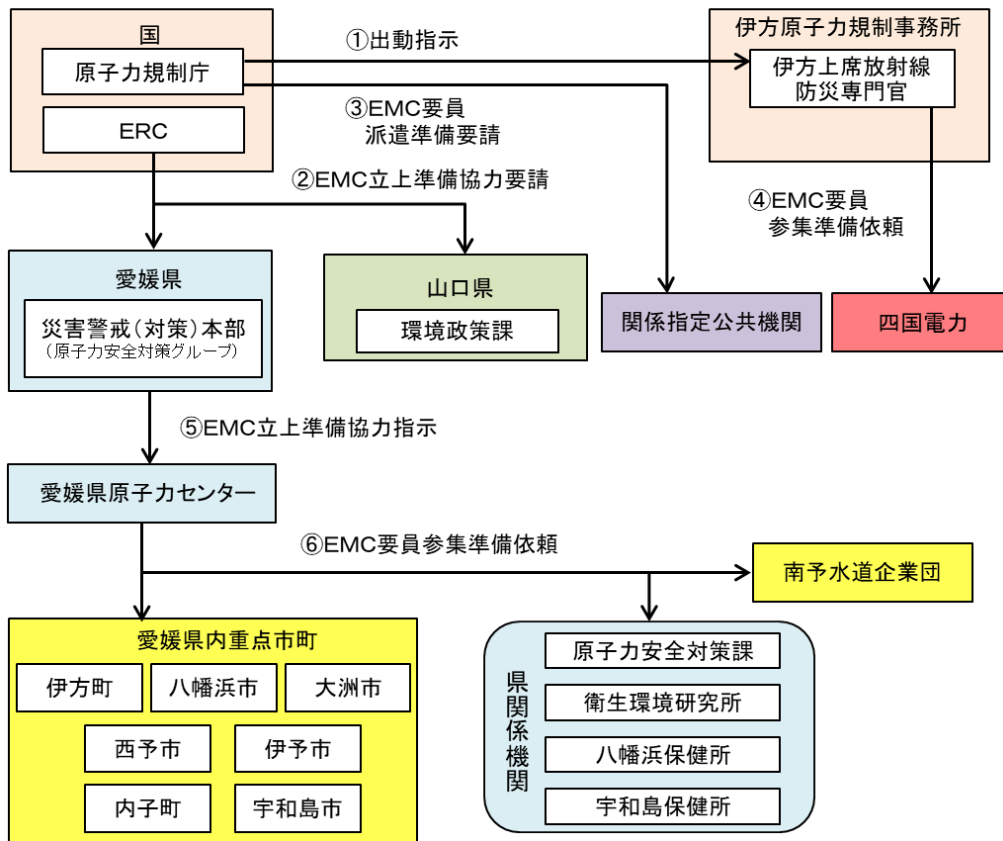 国
原子力規制庁
ERC
①出動指示
伊方原子力規制事務所
伊方上席放射線
防災専門官
③EMC要員
派遣準備要請
②EMC立上準備協力要請
④EMC要員
参集準備依頼
愛媛県
災害警戒(対策)本部
(原子力安全対策グループ)
山口県
環境政策課
関係指定公共機関
四国電力
⑤EMC立上準備協力指示
愛媛県原子力センター
⑥EMC要員参集準備依頼
南予水道企業団
愛媛県内重点市町
伊方町
八幡浜市
大洲市
西予市
伊予市
内子町
宇和島市
県関係機関
原子力安全対策課
衛生環境研究所
八幡浜保健所
宇和島保健所